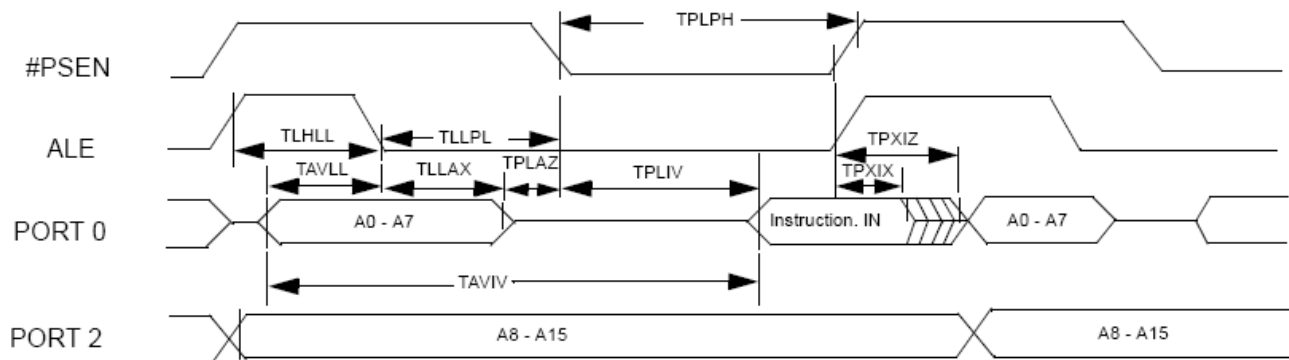 TPLPH
#PSEN
TLHLL
TLLPL
ALE
TPXIZ
TAVLL
TLLAX
TPLAZ
TPLIV
TPXIX
PORT 0
A0 - A7
Instruction. IN
A0 - A7
TAVIV
PORT 2
A8 - A15
A8 - A15